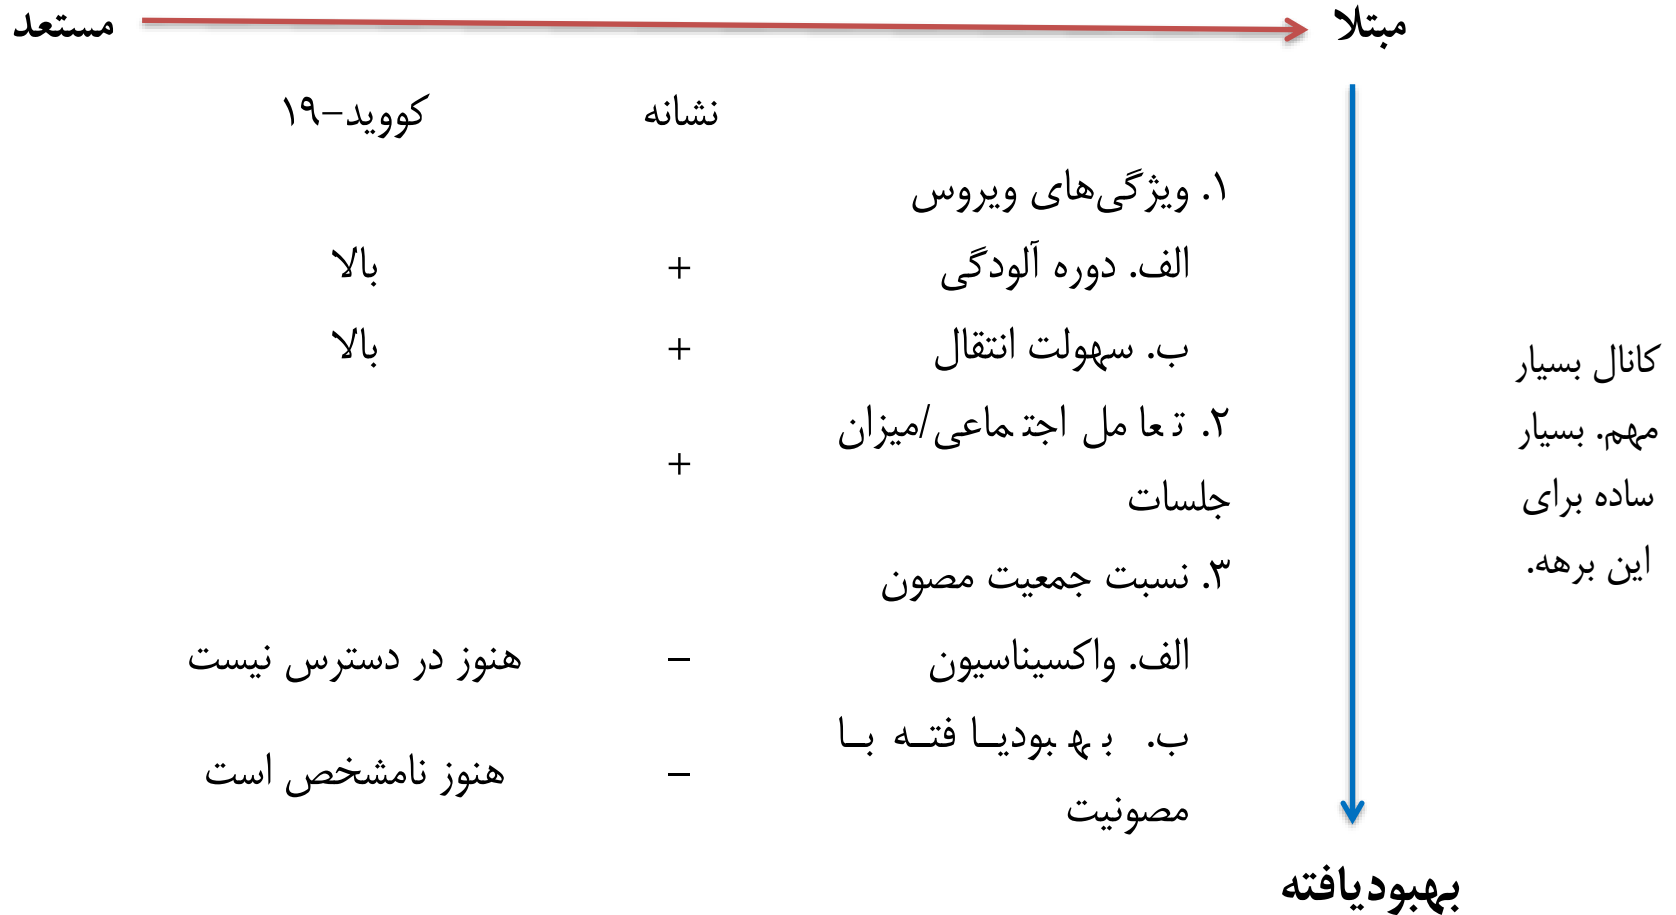 مبتلا
مستعد
نشانه
کووید-۱۹
۱. ویژگی‌های ویروس
الف. دوره آلودگی
+
بالا
ب. سهولت انتقال
+
بالا
۲. تعامل اجتماعی/میزان
جلسات
+
۳. نسبت جمعیت مصون
الف. واکسیناسیون
–
هنوز در دسترس نیست
ب. بهبودیافته با
مصونیت
–
هنوز نامشخص است
کانال بسیار
مهم. بسیار
ساده برای
این برهه.
بهبودیافته